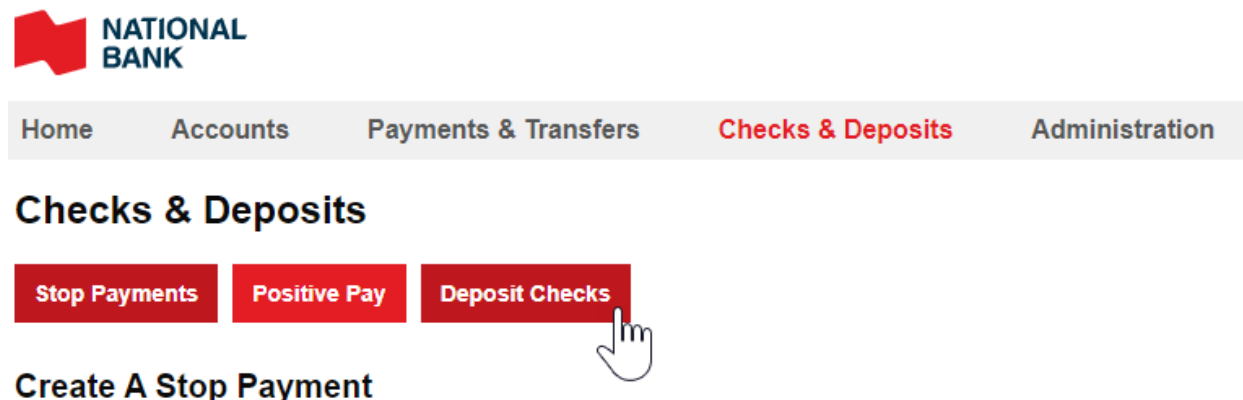 NATIONAL
BANK
Home Accounts Payments & Transfers Checks & Deposits Administration
Checks & Deposits
Stop Payments Positive Pay Deposit Checks
Create A Stop Payment